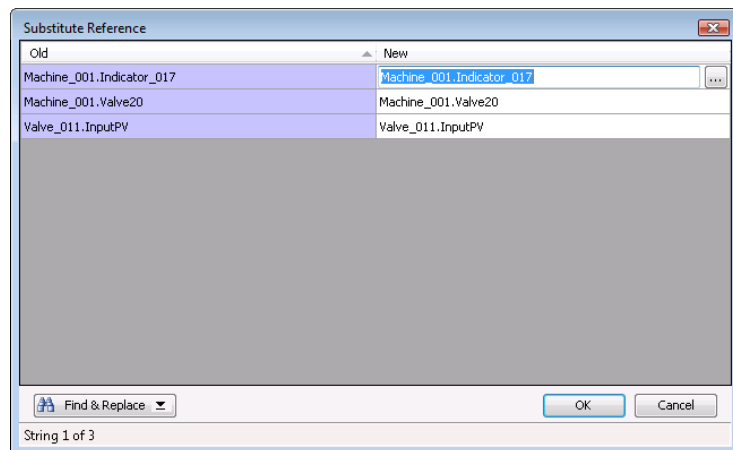 Substitute Reference
Old New
Machine_001.Indicator_017 Machine_001.Indicator_017 ...
Machine_001.Valve20 Machine_001.Valve20
Valve_011.InputPV Valve_011.InputPV
Find & Replace OK Cancel
String 1 of 3